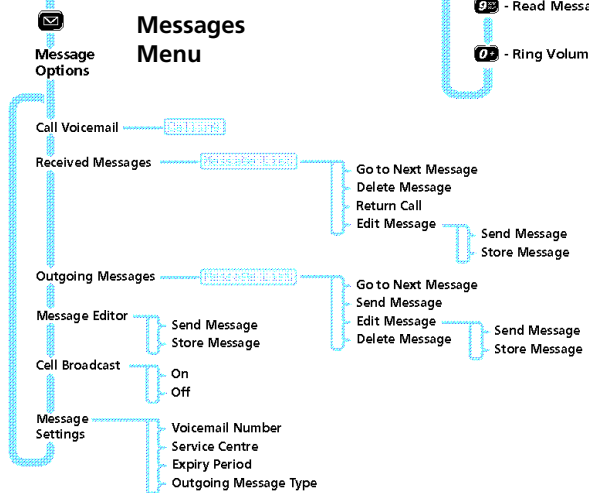 Messages
Menu
Message
Options
9 - Read Messa
0+ - Ring Volum
Call Voicemail
Received Messages
Go to Next Message
Delete Message
Return Call
Edit Message
Send Message
Store Message
Outgoing Messages
Go to Next Message
Send Message
Edit Message
Delete Message
Send Message
Store Message
Message Editor
Send Message
Store Message
Cell Broadcast
On
Off
Message
Settings
Voicemail Number
Service Centre
Expiry Period
Outgoing Message Type